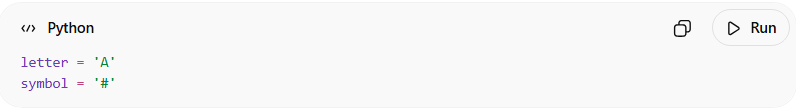 Python
Run
letter = 'A'
symbol = '#'